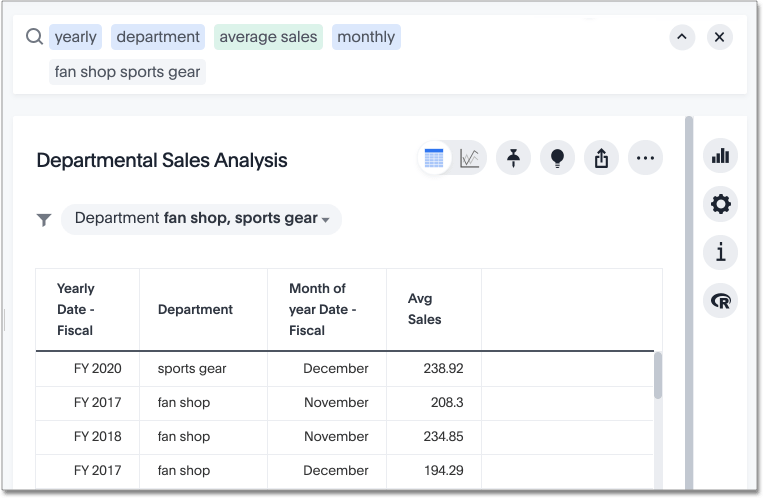 yearly department average sales monthly
fan shop sports gear
Departmental Sales Analysis
Department fan shop, sports gear
Yearly Date - Fiscal Department Month of year Date - Fiscal Avg Sales
FY 2020 sports gear December 238.92
FY 2017 fan shop November 208.3
FY 2018 fan shop November 234.85
FY 2017 fan shop December 194.29